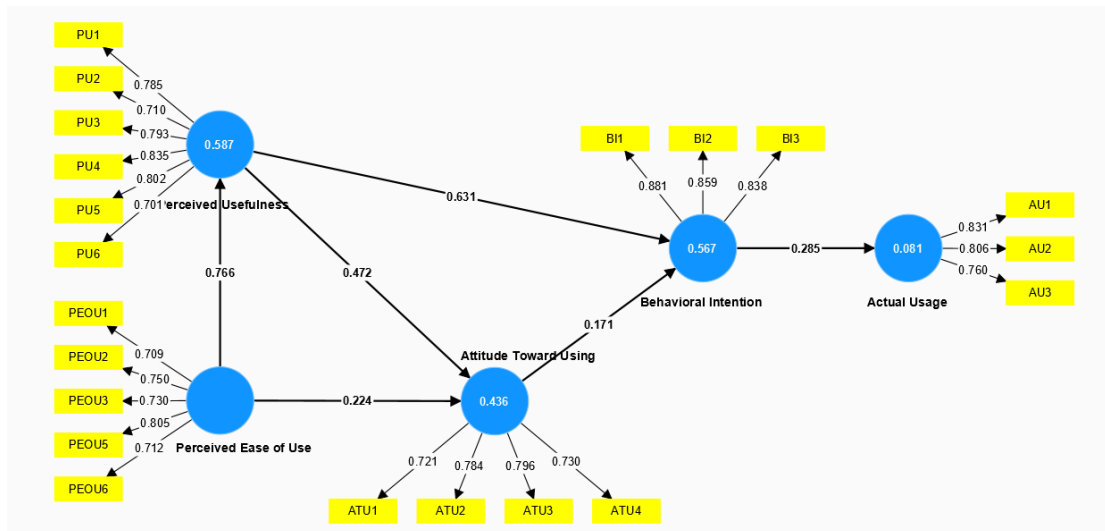 PU1
PU2
PU3
PU4
PU5
PU6
0.785
0.710
0.793
0.835
0.802
0.701
0.587
erceived Usefulness
0.766
0.472
0.631
PEOU1
PEOU2
PEOU3
PEOU5
PEOU6
0.709
0.750
0.730
0.805
0.712
Perceived Ease of Use
0.224
Attitude Toward Using
0.436
0.721
0.784
0.796
0.730
ATU1
ATU2
ATU3
ATU4
0.171
BI1
BI2
BI3
0.881
0.859
0.838
0.567
Behavioral Intention
0.285
0.081
Actual Usage
0.831
0.806
0.760
AU1
AU2
AU3